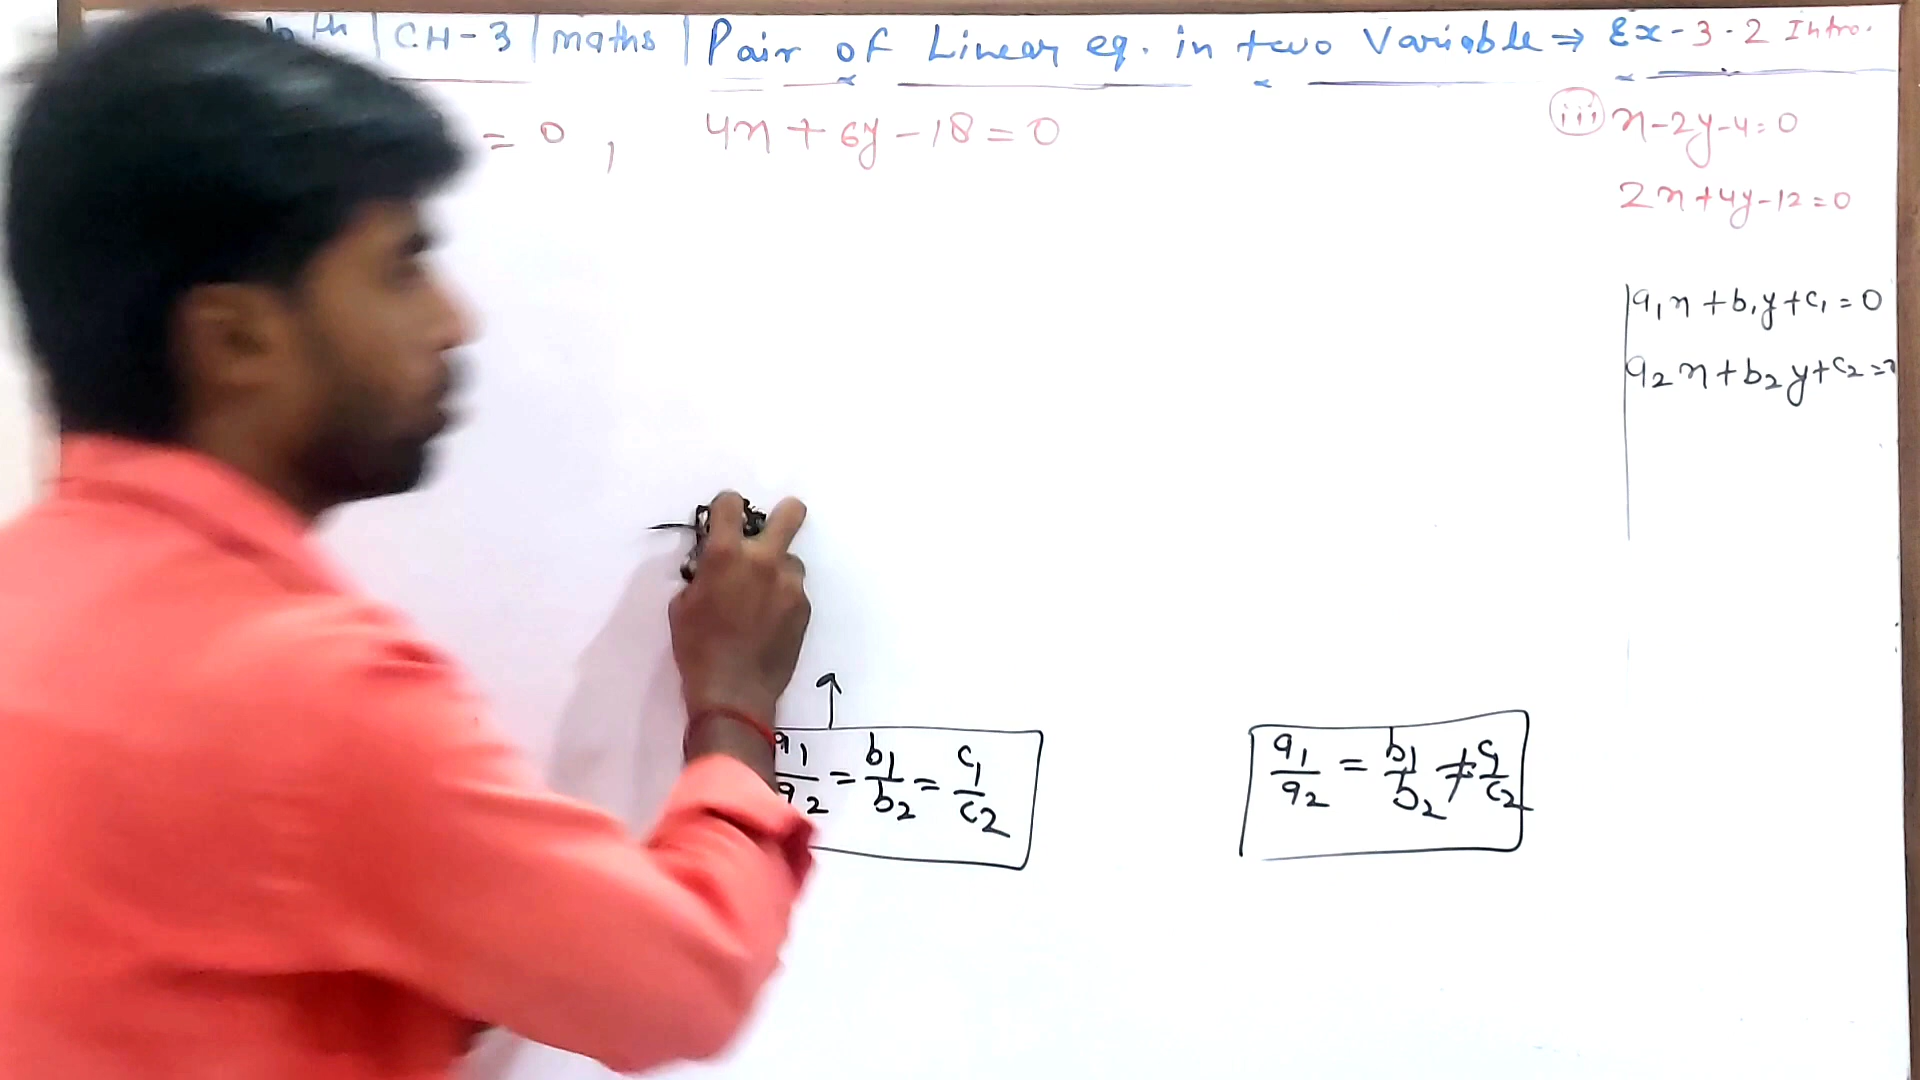 th | CH-3 | maths | Pair of Linear eq. in two Variable ⇒ Ex-3.2 Intro.
= 0 , 4x + 6y - 18 = 0
(iii) x - 2y - 4 = 0
2x + 4y - 12 = 0
a₁x + b₁y + c₁ = 0
a₂x + b₂y + c₂ =
a₁/a₂ = b₁/b₂ = c₁/c₂
a₁/a₂ = b₁/b₂ ≠ c₁/c₂